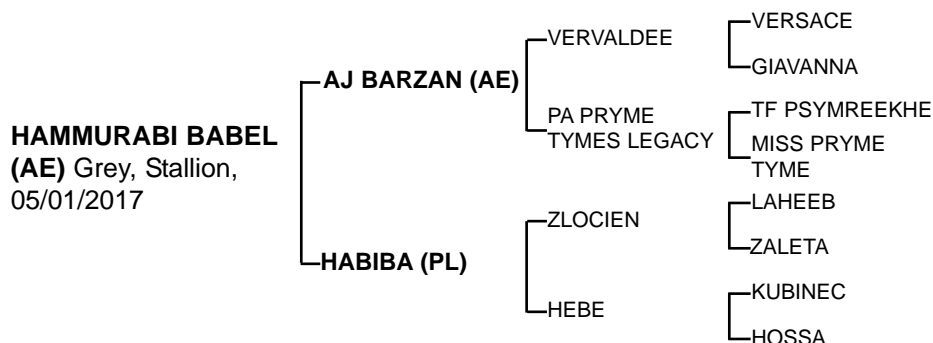 HAMMURABI BABEL
(AE) Grey, Stallion,
05/01/2017
AJ BARZAN (AE)
HABIBA (PL)
VERVALDEE
PA PRYME
TYMES LEGACY
ZLOCIEN
HEBE
VERSACE
GIAVANNA
TF PSYMREEKHE
MISS PRYME
TYME
LAHEEB
ZALETA
KUBINEC
HOSSA